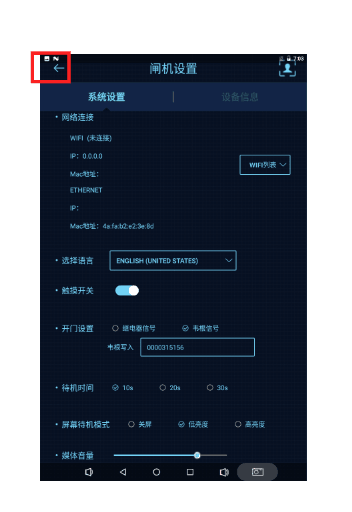 7:03
闸机设置
系统设置
设备信息
• 网络连接
WIFI (未连接)
IP: 0.0.0.0
WIFI列表
Mac地址:
ETHERNET
IP:
Mac地址: 4a:fa:b2:e2:3e:8d
• 选择语言 ENGLISH (UNITED STATES)
• 触摸开关
• 开门设置 继电器信号 韦根信号
韦根写入 0000315156
• 待机时间 10s 20s 30s
• 屏幕待机模式 关屏 低亮度 高亮度
• 媒体音量